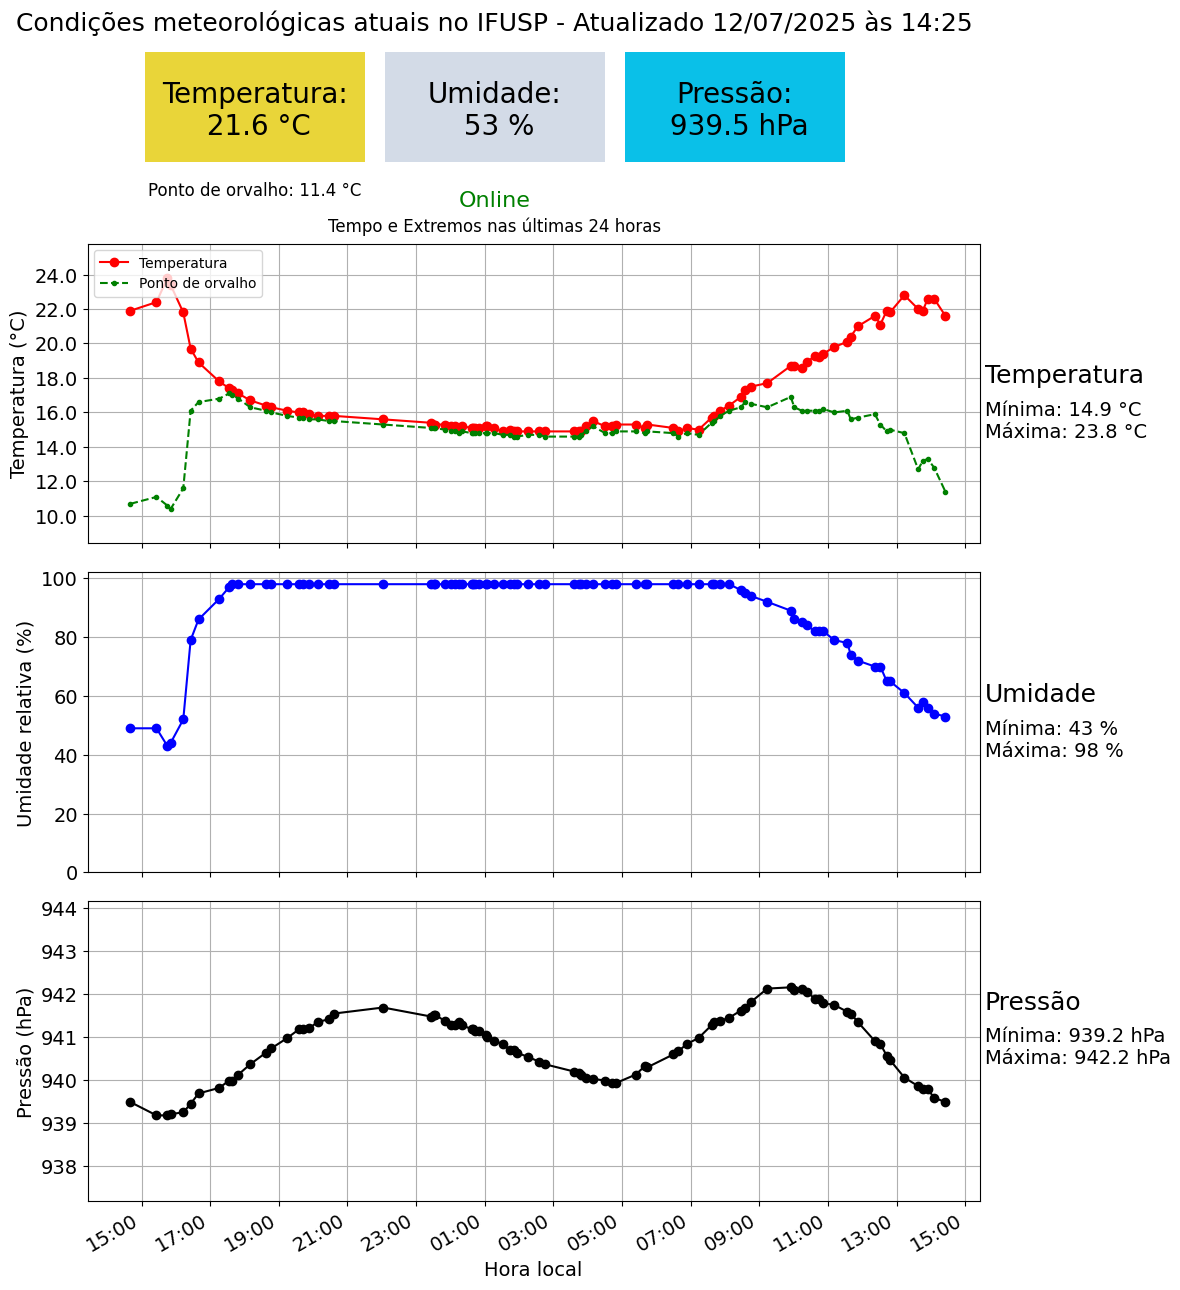 Condições meteorológicas atuais no IFUSP - Atualizado 12/07/2025 às 14:25
Temperatura:
21.6 °C
Umidade:
53 %
Pressão:
939.5 hPa
Ponto de orvalho: 11.4 °C
Online
Tempo e Extremos nas últimas 24 horas
Temperatura
Ponto de orvalho
Temperatura (°C)
24.0
22.0
20.0
18.0
16.0
14.0
12.0
10.0
Temperatura
Mínima: 14.9 °C
Máxima: 23.8 °C
Umidade relativa (%)
100
80
60
40
20
0
Umidade
Mínima: 43 %
Máxima: 98 %
Pressão (hPa)
944
943
942
941
940
939
938
Pressão
Mínima: 939.2 hPa
Máxima: 942.2 hPa
15:00 17:00 19:00 21:00 23:00 01:00 03:00 05:00 07:00 09:00 11:00 13:00 15:00
Hora local